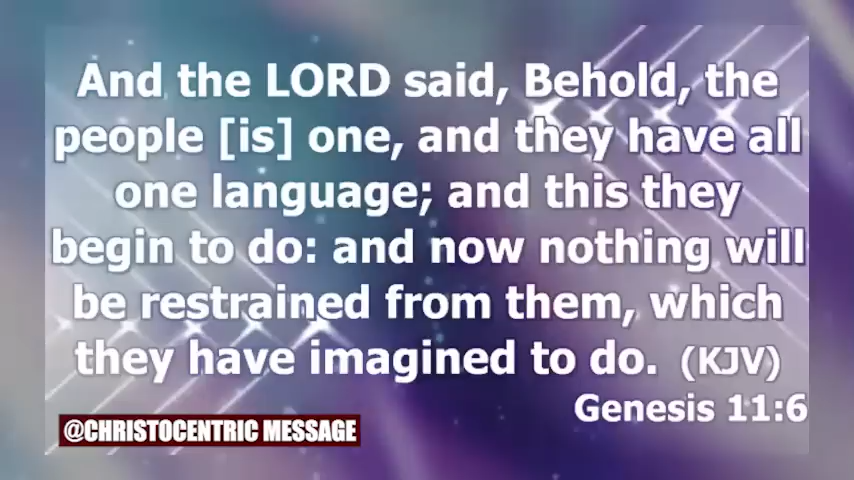 And the LORD said, Behold, the
people [is] one, and they have all
one language; and this they
begin to do: and now nothing will
be restrained from them, which
they have imagined to do. (KJV)
Genesis 11:6
@CHRISTOCENTRIC MESSAGE